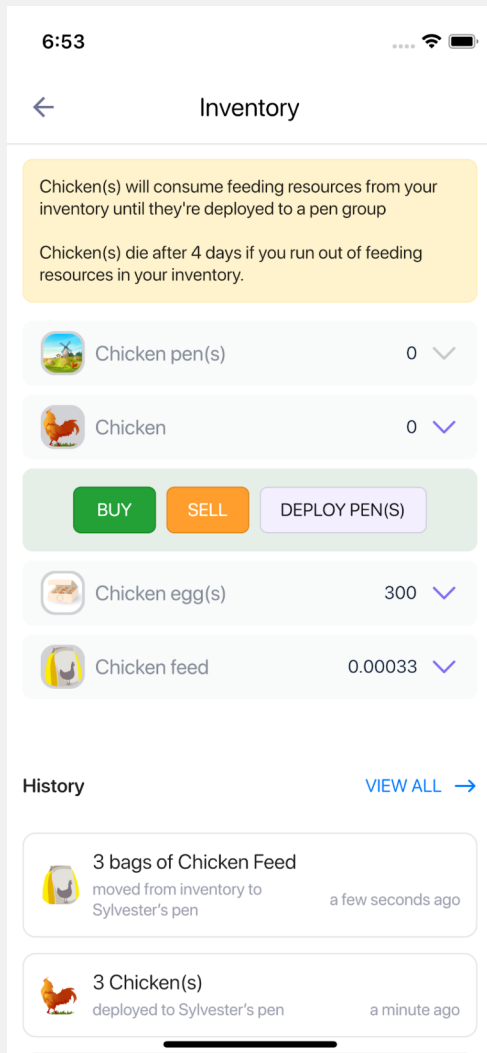 6:53
Inventory
Chicken(s) will consume feeding resources from your
inventory until they're deployed to a pen group
Chicken(s) die after 4 days if you run out of feeding
resources in your inventory.
Chicken pen(s) 0
Chicken 0
BUY SELL DEPLOY PEN(S)
Chicken egg(s) 300
Chicken feed 0.00033
History VIEW ALL
3 bags of Chicken Feed
moved from inventory to
Sylvester’s pen a few seconds ago
3 Chicken(s)
deployed to Sylvester’s pen a minute ago